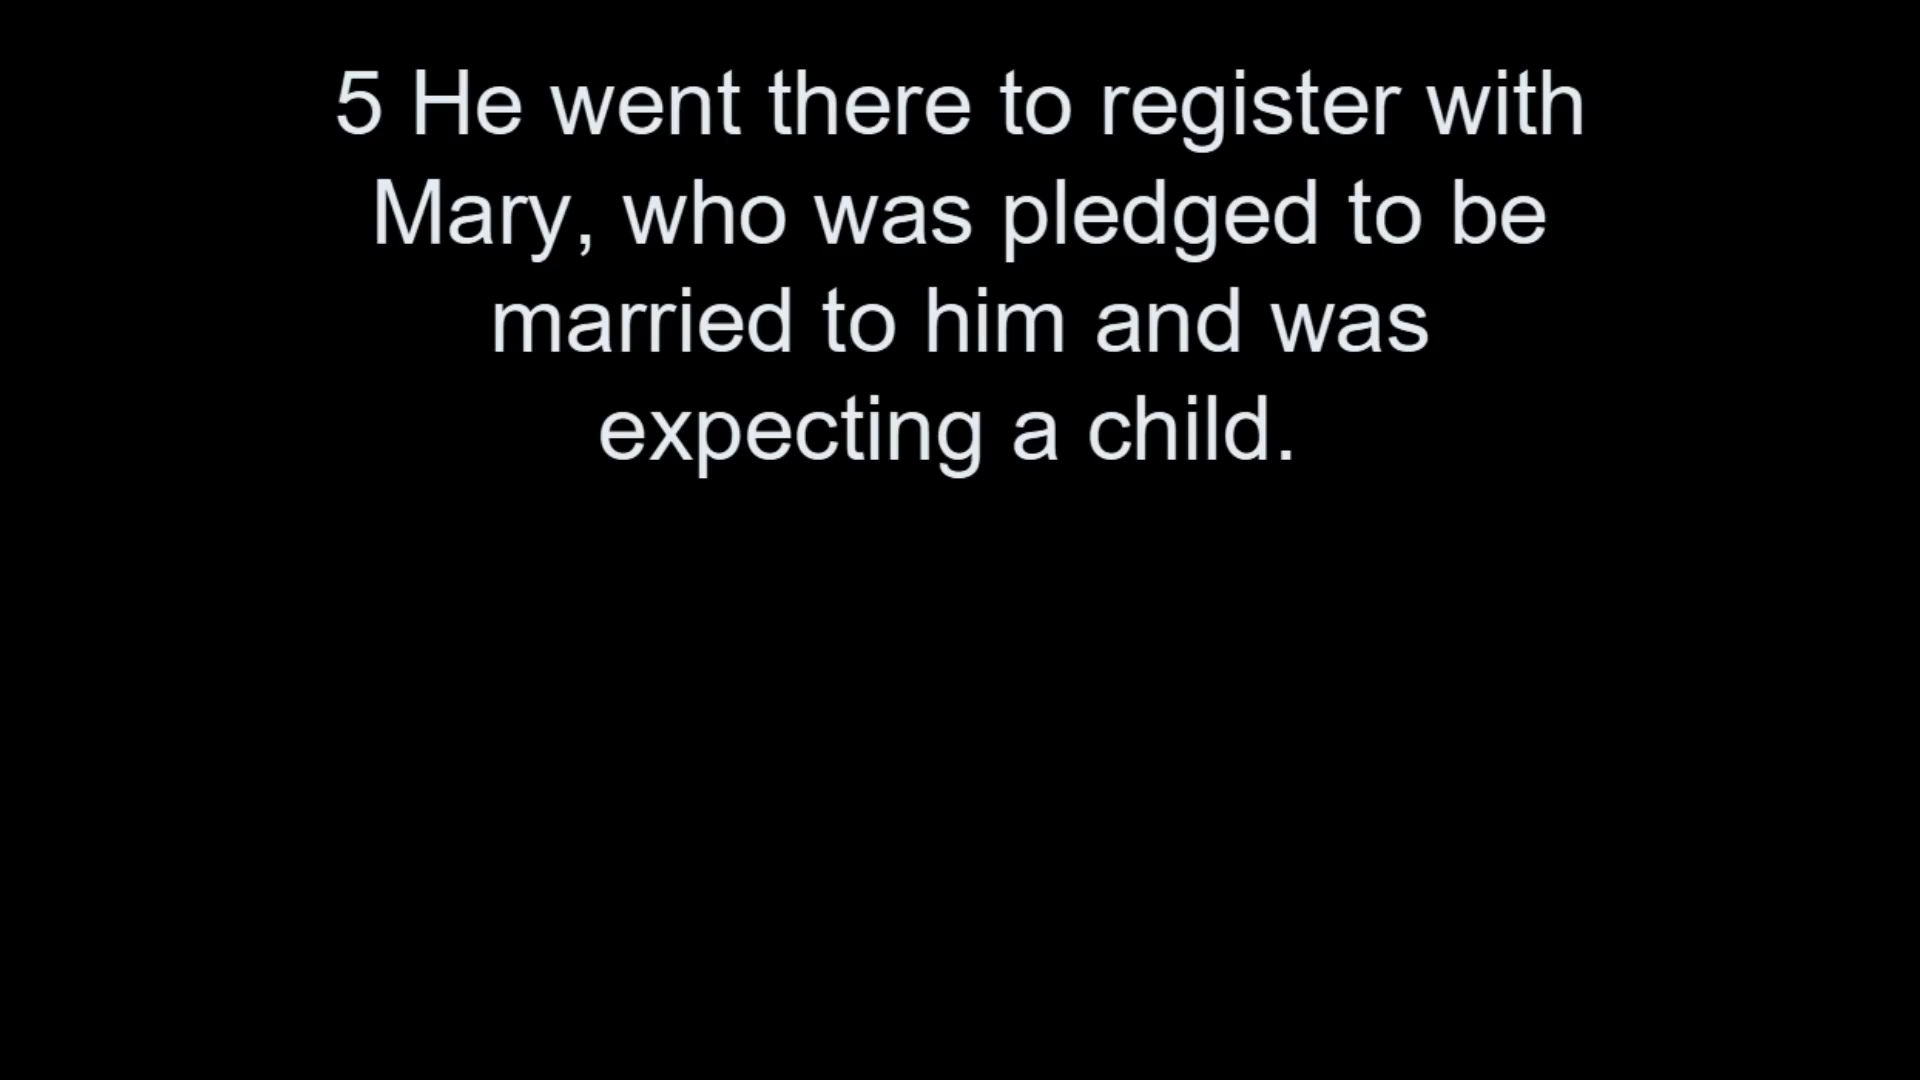 5 He went there to register with
Mary, who was pledged to be
married to him and was
expecting a child.